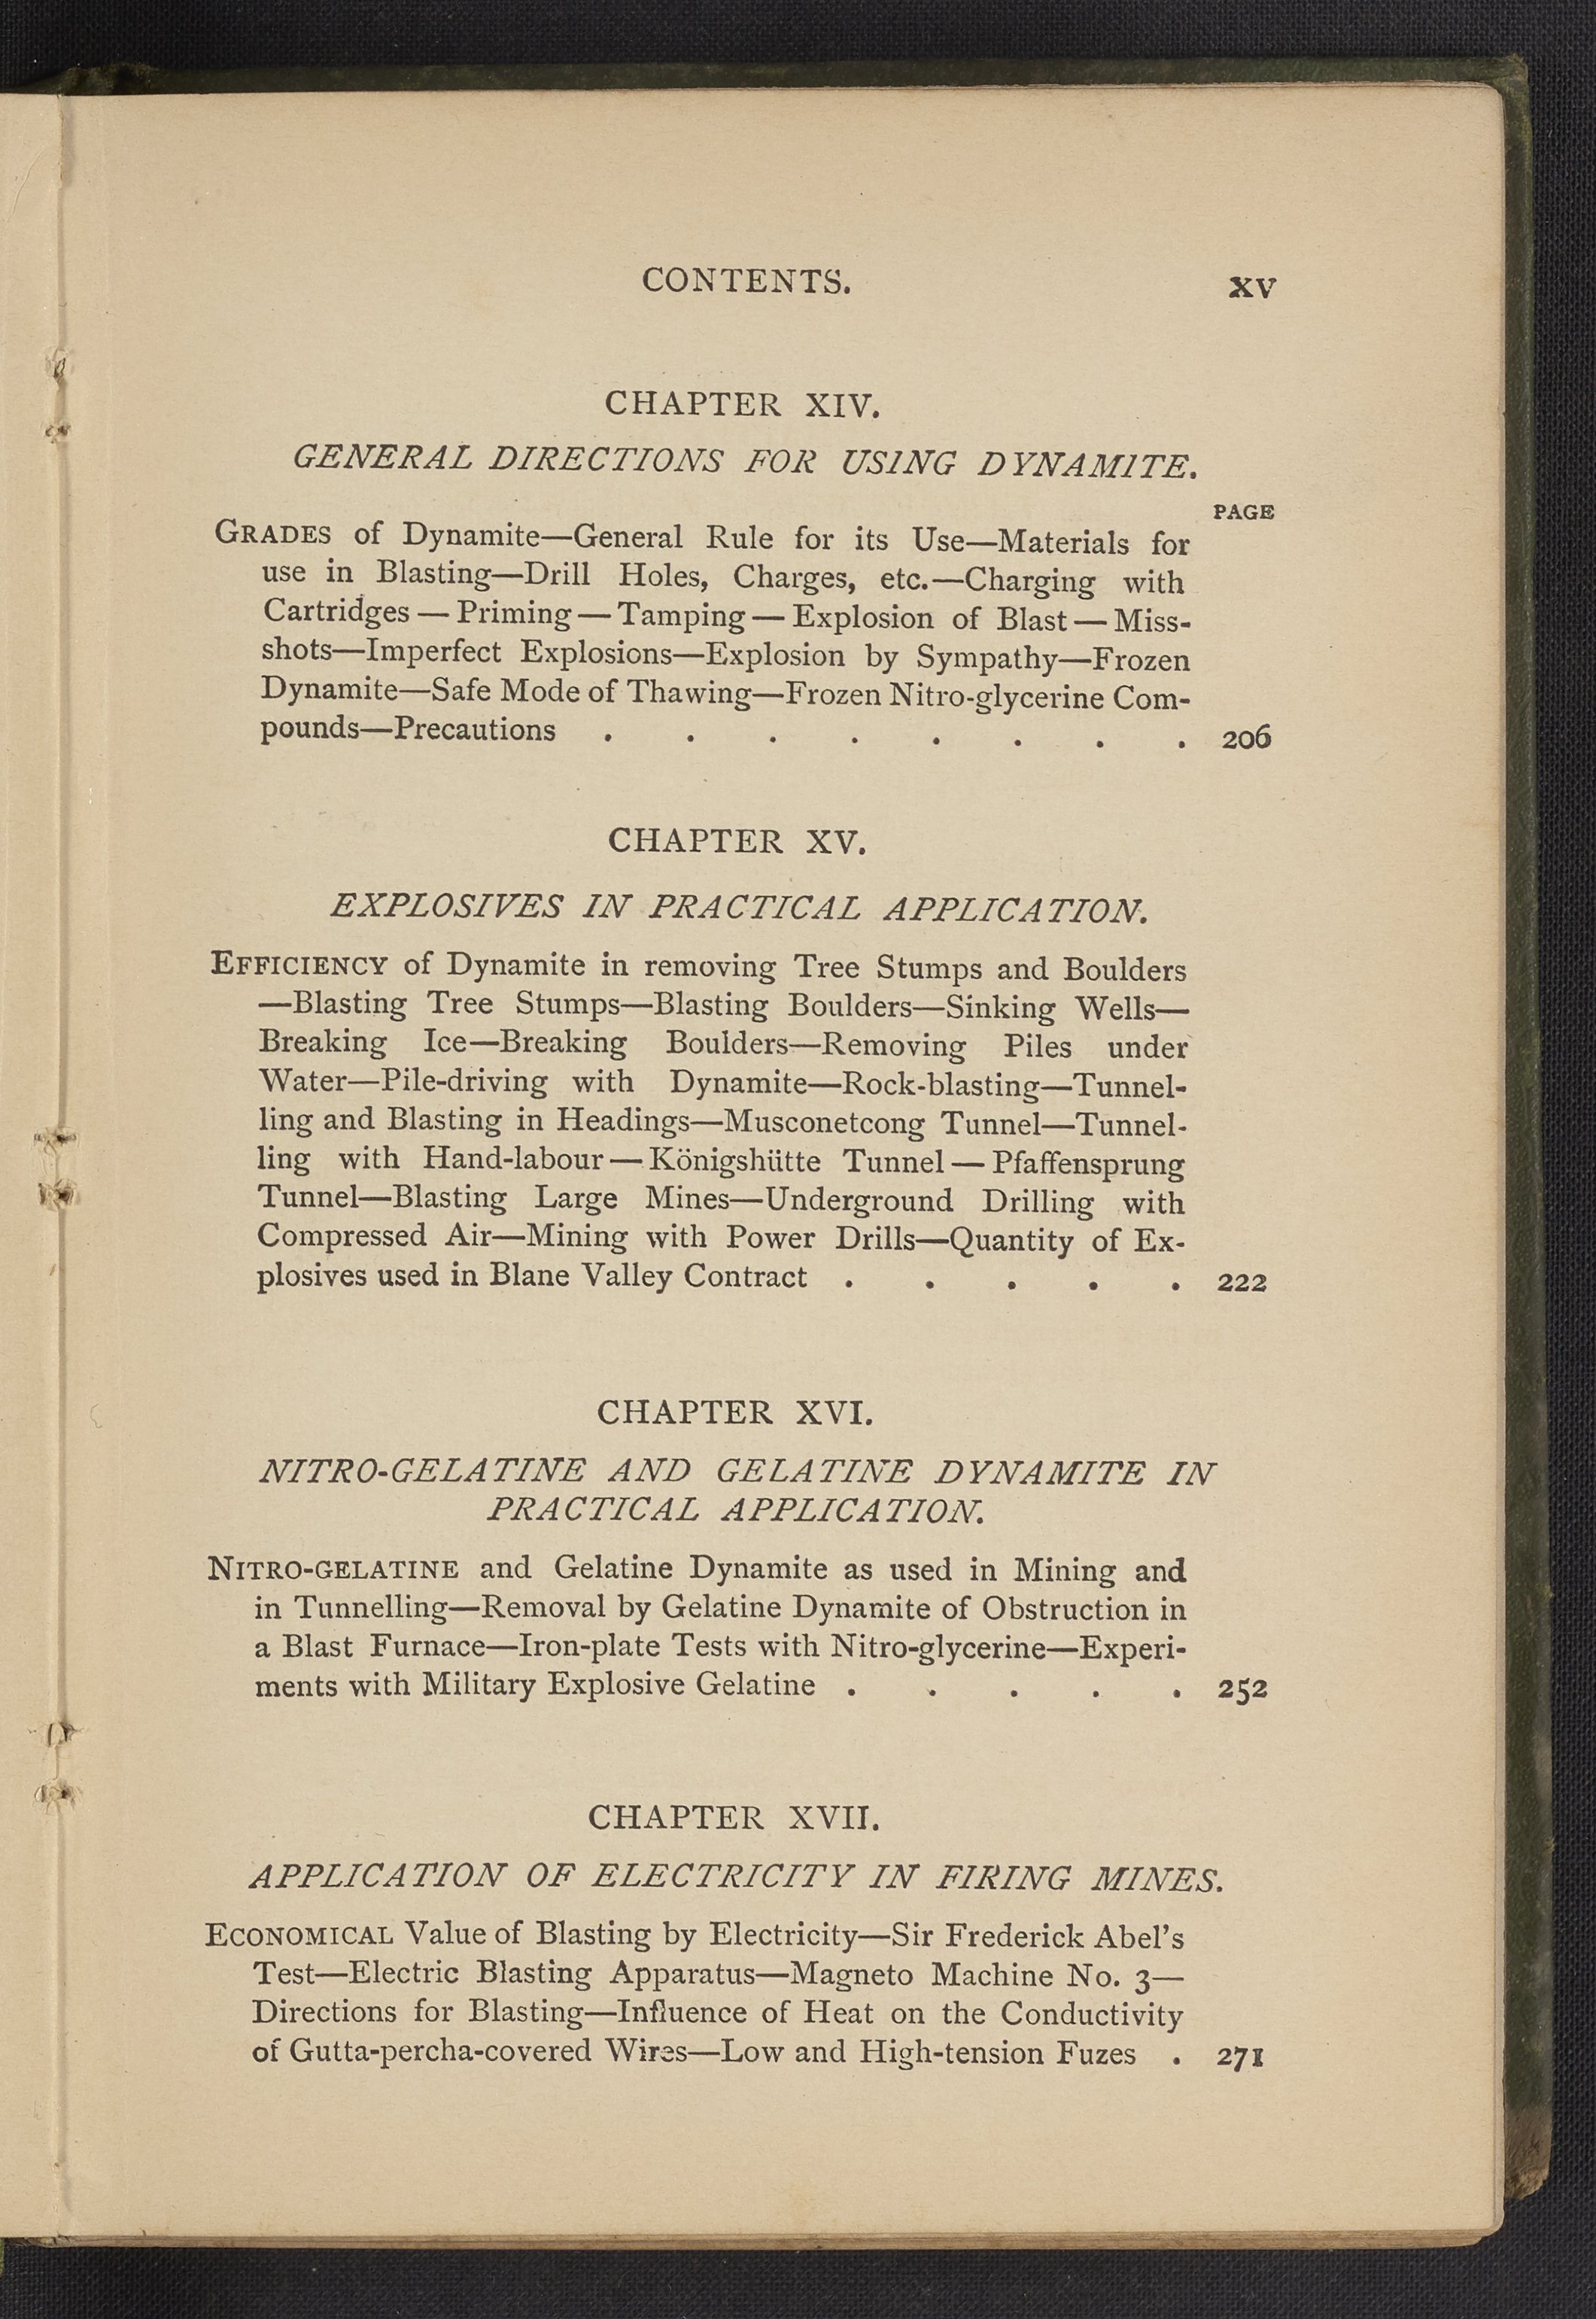 CONTENTS. XV
CHAPTER XIV.
GENERAL DIRECTIONS FOR USING DYNAMITE.
PAGE
GRADES of Dynamite—General Rule for its Use—Materials for
use in Blasting—Drill Holes, Charges, etc.—Charging with
Cartridges — Priming — Tamping — Explosion of Blast — Miss-
shots—Imperfect Explosions—Explosion by Sympathy—Frozen
Dynamite—Safe Mode of Thawing—Frozen Nitro-glycerine Com-
pounds—Precautions . . . . . . . . 206
CHAPTER XV.
EXPLOSIVES IN PRACTICAL APPLICATION.
EFFICIENCY of Dynamite in removing Tree Stumps and Boulders
—Blasting Tree Stumps—Blasting Boulders—Sinking Wells—
Breaking Ice—Breaking Boulders—Removing Piles under
Water—Pile-driving with Dynamite—Rock-blasting—Tunnel-
ling and Blasting in Headings—Musconetcong Tunnel—Tunnel-
ling with Hand-labour — Königshütte Tunnel — Pfaffensprung
Tunnel—Blasting Large Mines—Underground Drilling with
Compressed Air—Mining with Power Drills—Quantity of Ex-
plosives used in Blane Valley Contract . . . . . 222
CHAPTER XVI.
NITRO-GELATINE AND GELATINE DYNAMITE IN
PRACTICAL APPLICATION.
NITRO-GELATINE and Gelatine Dynamite as used in Mining and
in Tunnelling—Removal by Gelatine Dynamite of Obstruction in
a Blast Furnace—Iron-plate Tests with Nitro-glycerine—Experi-
ments with Military Explosive Gelatine . . . . . 252
CHAPTER XVII.
APPLICATION OF ELECTRICITY IN FIRING MINES.
ECONOMICAL Value of Blasting by Electricity—Sir Frederick Abel's
Test—Electric Blasting Apparatus—Magneto Machine No. 3—
Directions for Blasting—Influence of Heat on the Conductivity
of Gutta-percha-covered Wires—Low and High-tension Fuzes . 271